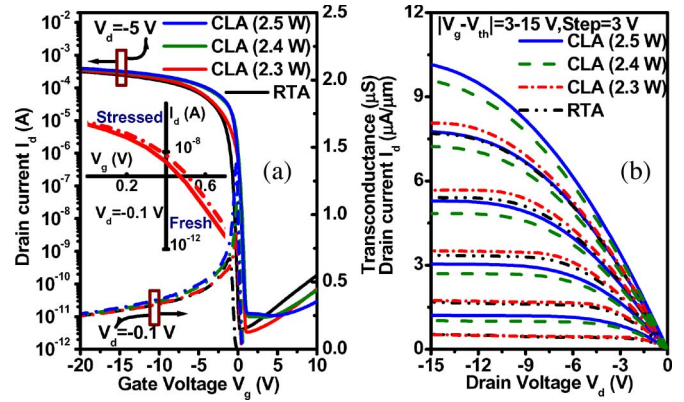 V_d=-5 V
CLA (2.5 W)
CLA (2.4 W)
CLA (2.3 W)
RTA
Stressed
I_d (A)
10^-8
V_g (V)
0.2
0.6
V_d=-0.1 V
Fresh
10^-12
(a)
V_d=-0.1 V
10^0
10^-1
10^-2
10^-3
10^-4
10^-5
10^-6
10^-7
10^-8
10^-9
10^-10
10^-11
10^-12
Drain current I_d (A)
2.5
2.0
1.5
1.0
0.5
0.0
Transconductance (μS)
-20 -15 -10 -5 0 5 10
Gate Voltage V_g (V)
|V_g-V_th|=3-15 V,Step=3 V
CLA (2.5 W)
CLA (2.4 W)
CLA (2.3 W)
RTA
(b)
12
9
6
3
0
Drain current I_d (μA/μm)
-15 -12 -9 -6 -3 0
Drain Voltage V_d (V)